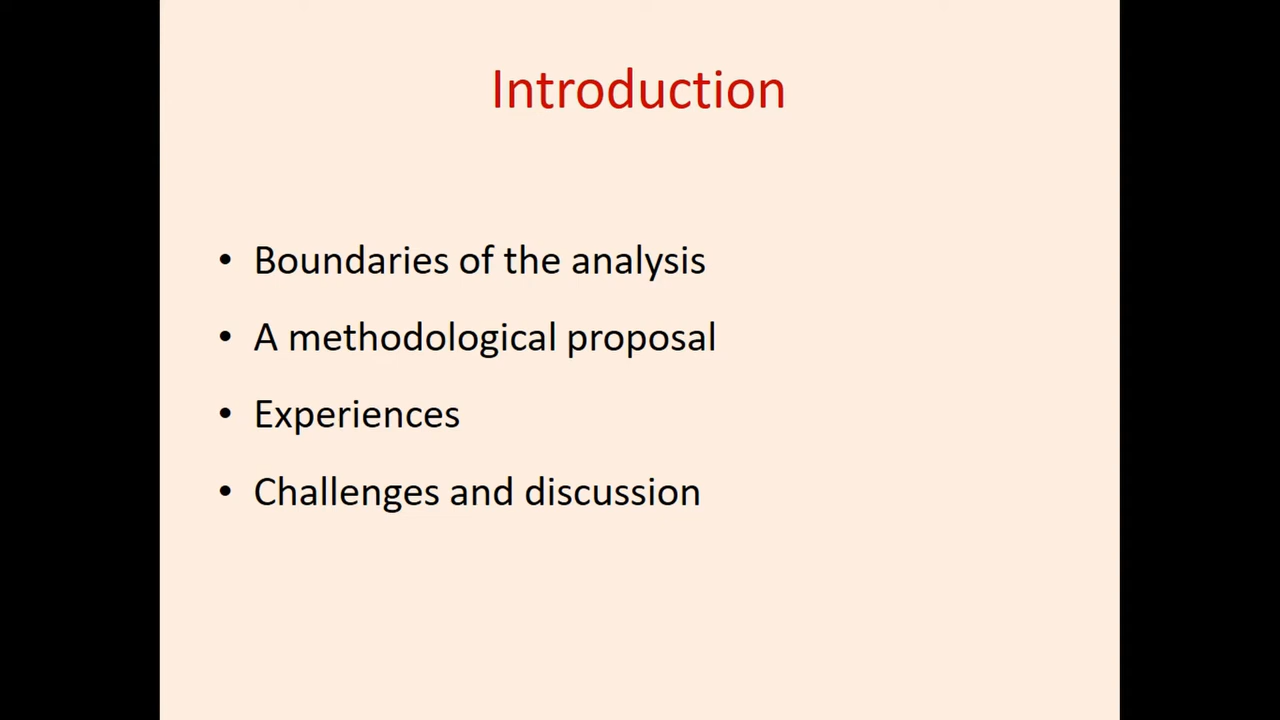 Introduction
• Boundaries of the analysis
• A methodological proposal
• Experiences
• Challenges and discussion